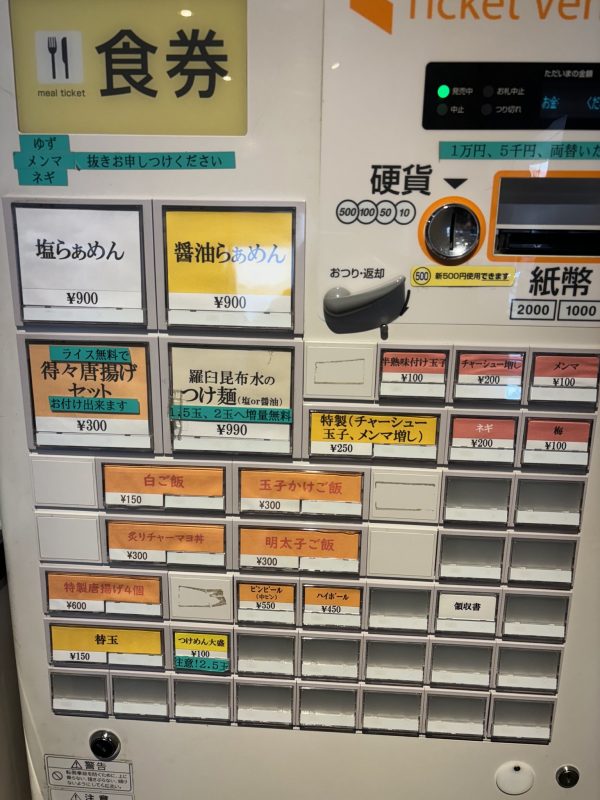 食券
meal ticket
Ticket Ven
ただいまの金額
発売中
お札中止
中止
つり切れ
お金
ゆず
メンマ
ネギ
抜きお申しつけください
1万円、5千円、両替いた
硬貨
500 100 50 10
おつり・返却
500 新500円使用できます
紙幣
2000 1000
塩らぁめん
¥900
醤油らぁめん
¥900
ライス無料で
得々唐揚げ
セット
お付け出来ます
¥300
羅臼昆布水の
つけ麺(塩or醤油)
1.5玉、2玉へ増量無料
¥990
半熟味付け玉子
¥100
チャーシュー増し
¥200
メンマ
¥100
特製(チャーシュー
玉子、メンマ増し)
¥250
ネギ
¥200
梅
¥100
白ご飯
¥150
玉子かけご飯
¥300
炙りチャーマヨ丼
¥300
明太子ご飯
¥300
特製唐揚げ4個
¥600
ビンビール
(中ビン)
¥550
ハイボール
¥450
領収書
替玉
¥150
つけめん大盛
¥100
注意!2.5玉
警告
注意